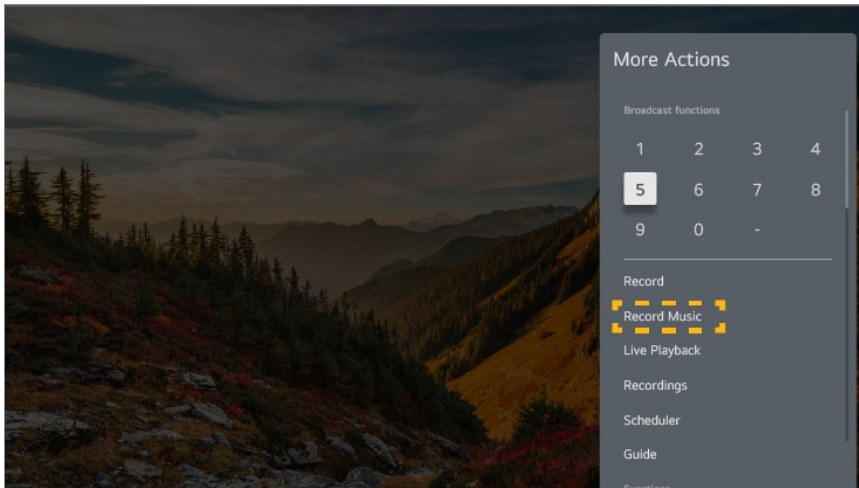 More Actions
Broadcast functions
1 2 3 4
5 6 7 8
9 0 -
Record
Record Music
Live Playback
Recordings
Scheduler
Guide
Functions